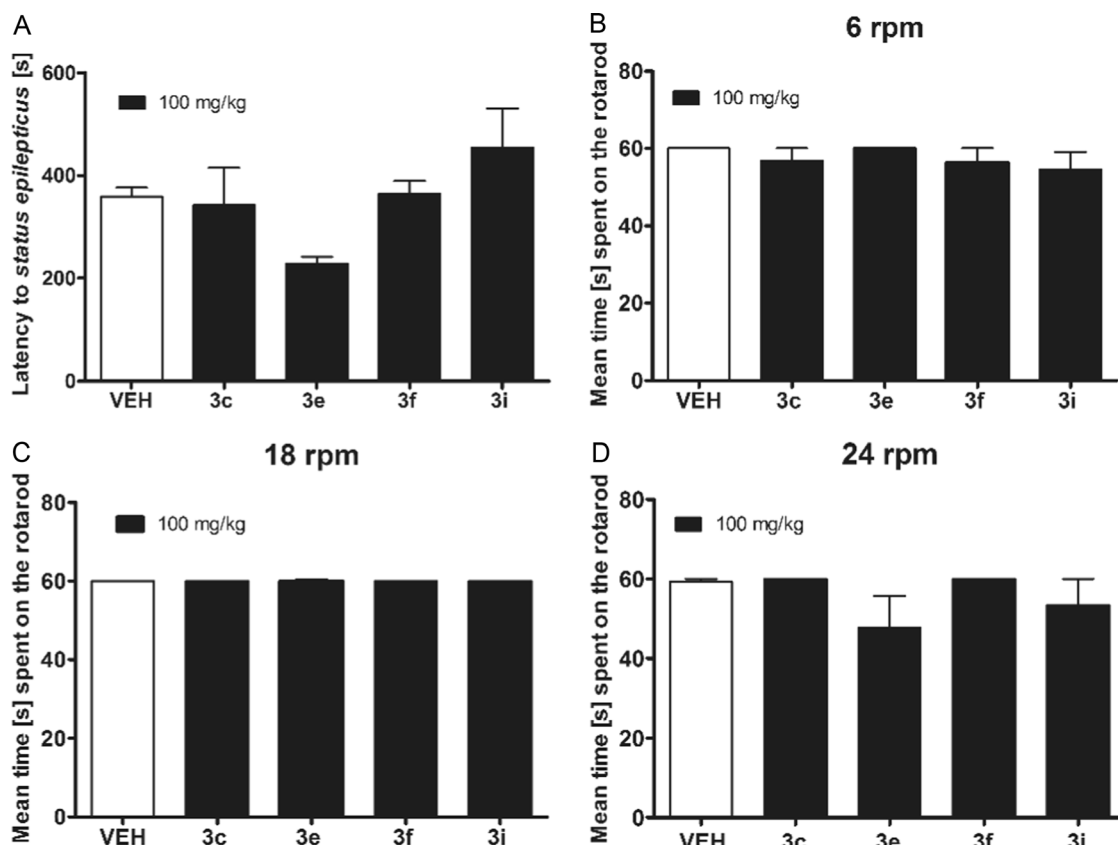 A
Latency to status epilepticus [s]
600
400
200
0
100 mg/kg
VEH 3c 3e 3f 3i
B
6 rpm
Mean time [s] spent on the rotarod
80
60
40
20
0
100 mg/kg
VEH 3c 3e 3f 3i
C
18 rpm
Mean time [s] spent on the rotarod
80
60
40
20
0
100 mg/kg
VEH 3c 3e 3f 3i
D
24 rpm
Mean time [s] spent on the rotarod
80
60
40
20
0
100 mg/kg
VEH 3c 3e 3f 3i